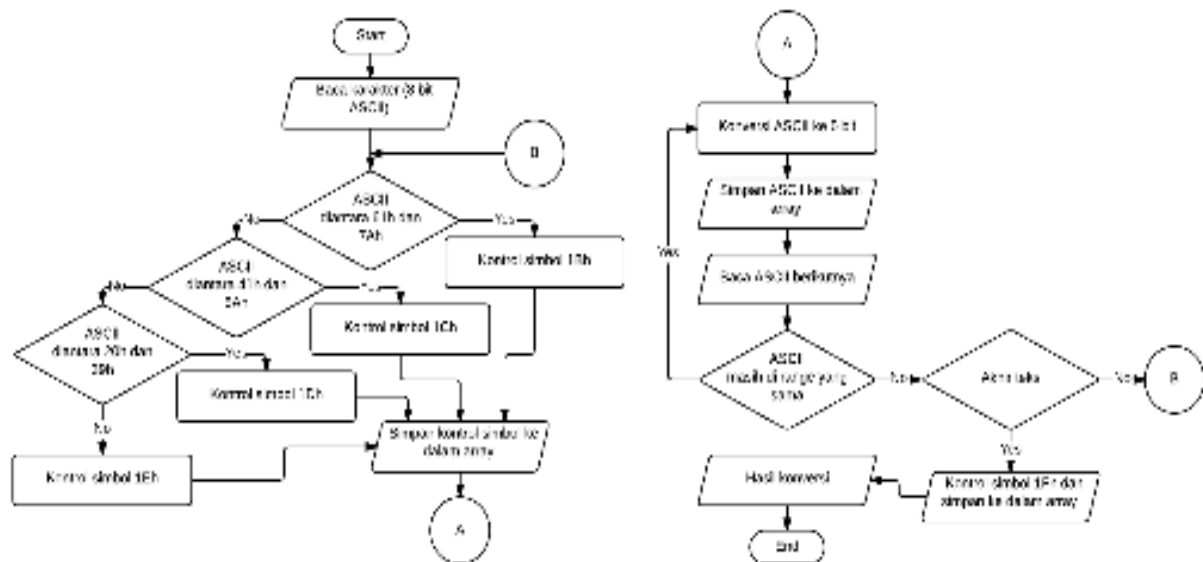 Start
Baca karakter (8 bit
ASCII)
B
ASCII
diantara 61h dan
7Ah
No
Yes
Kontrol simbol 1Bh
ASCII
diantara 41h dan
5Ah
No
Yes
Kontrol simbol 1Ch
ASCII
diantara 20h dan
39h
Yes
Kontrol simbol 1Dh
No
Kontrol simbol 1Eh
Simpan kontrol simbol ke
dalam array
A
A
Konversi ASCII ke 5 bit
Simpan ASCII ke dalam
array
Baca ASCII berikutnya
Yes
ASCII
masih di range yang
sama
No
Akhir teks
No
B
Yes
Kontrol simbol 1Fh dan
simpan ke dalam array
Hasil konversi
End